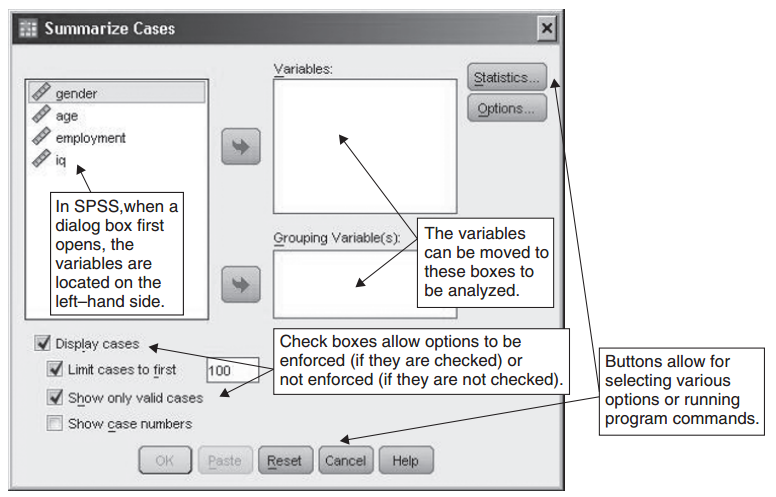 Summarize Cases
Variables:
Statistics...
Options...
gender
age
employment
iq
In SPSS,when a
dialog box first
opens, the
variables are
located on the
left–hand side.
Grouping Variable(s):
The variables
can be moved to
these boxes to
be analyzed.
Display cases
Limit cases to first
100
Show only valid cases
Show case numbers
Check boxes allow options to be
enforced (if they are checked) or
not enforced (if they are not checked).
Buttons allow for
selecting various
options or running
program commands.
OK
Paste
Reset
Cancel
Help